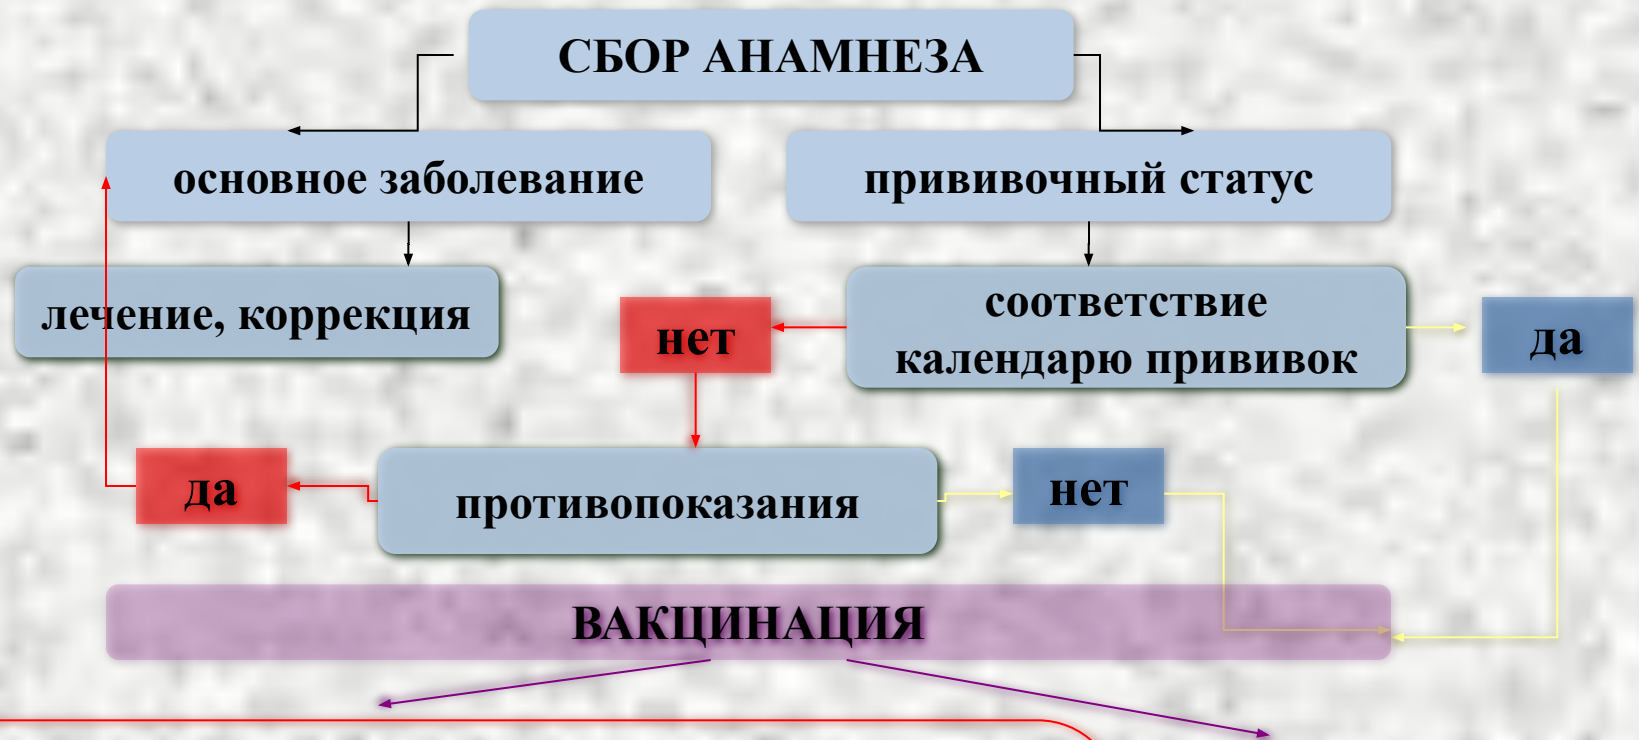 СБОР АНАМНЕЗА
основное заболевание
прививочный статус
лечение, коррекция
нет
соответствие
календарю прививок
да
да
противопоказания
нет
ВАКЦИНАЦИЯ